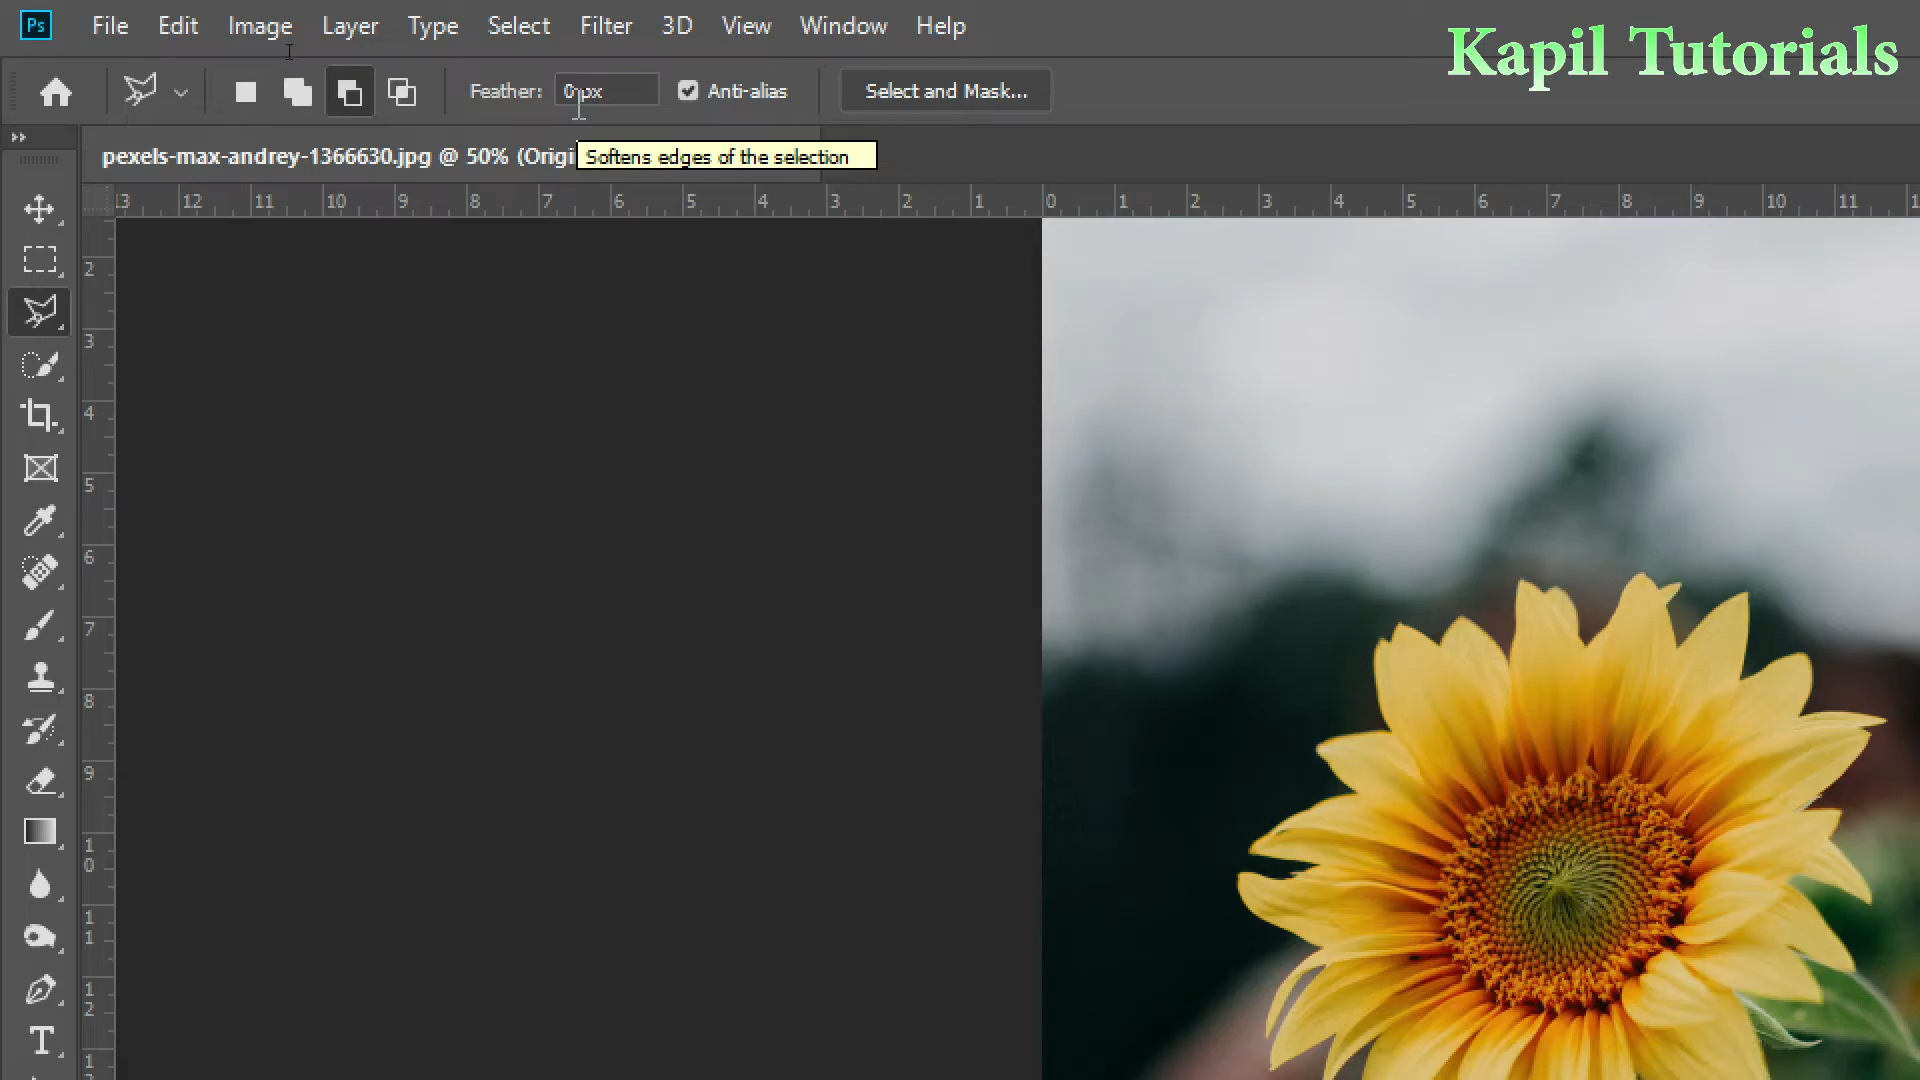 Ps File Edit Image Layer Type Select Filter 3D View Window Help
Kapil Tutorials
Feather: 0 px Anti-alias Select and Mask...
pexels-max-andrey-1366630.jpg @ 50% (Origi
Softens edges of the selection
13 12 11 10 9 8 7 6 5 4 3 2 1 0 1 2 3 4 5 6 7 8 9 10 11
2
3
4
5
6
7
8
9
10
11
12
T